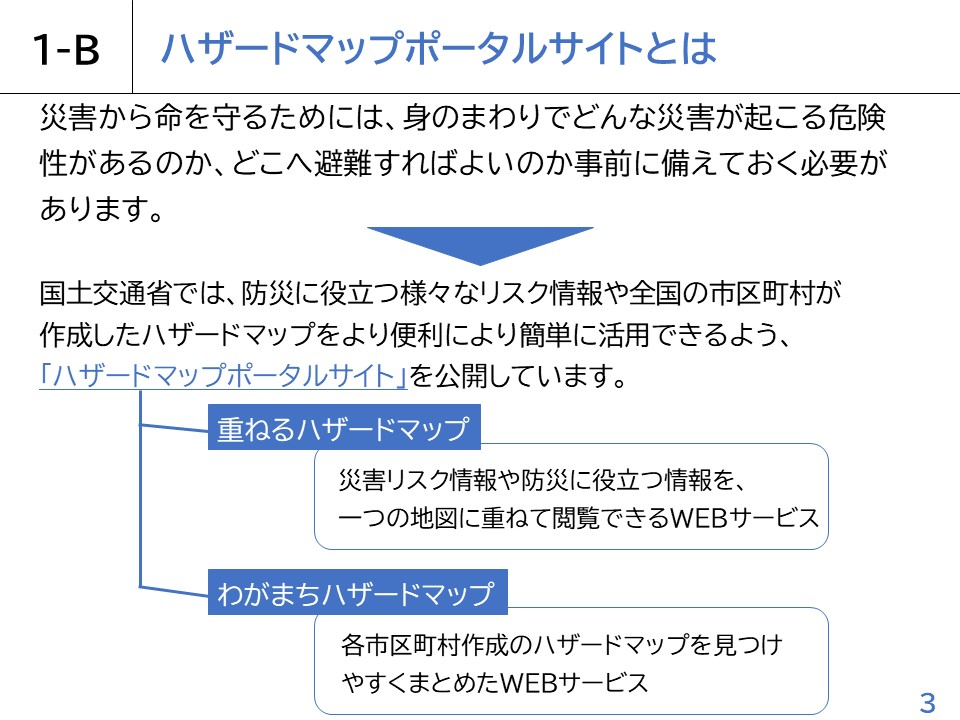 1-B
ハザードマップポータルサイトとは
災害から命を守るためには、身のまわりでどんな災害が起こる危険
性があるのか、どこへ避難すればよいのか事前に備えておく必要が
あります。
国土交通省では、防災に役立つ様々なリスク情報や全国の市区町村が
作成したハザードマップをより便利により簡単に活用できるよう、
「ハザードマップポータルサイト」を公開しています。
重ねるハザードマップ
災害リスク情報や防災に役立つ情報を、
一つの地図に重ねて閲覧できるWEBサービス
わがまちハザードマップ
各市区町村作成のハザードマップを見つけ
やすくまとめたWEBサービス
3